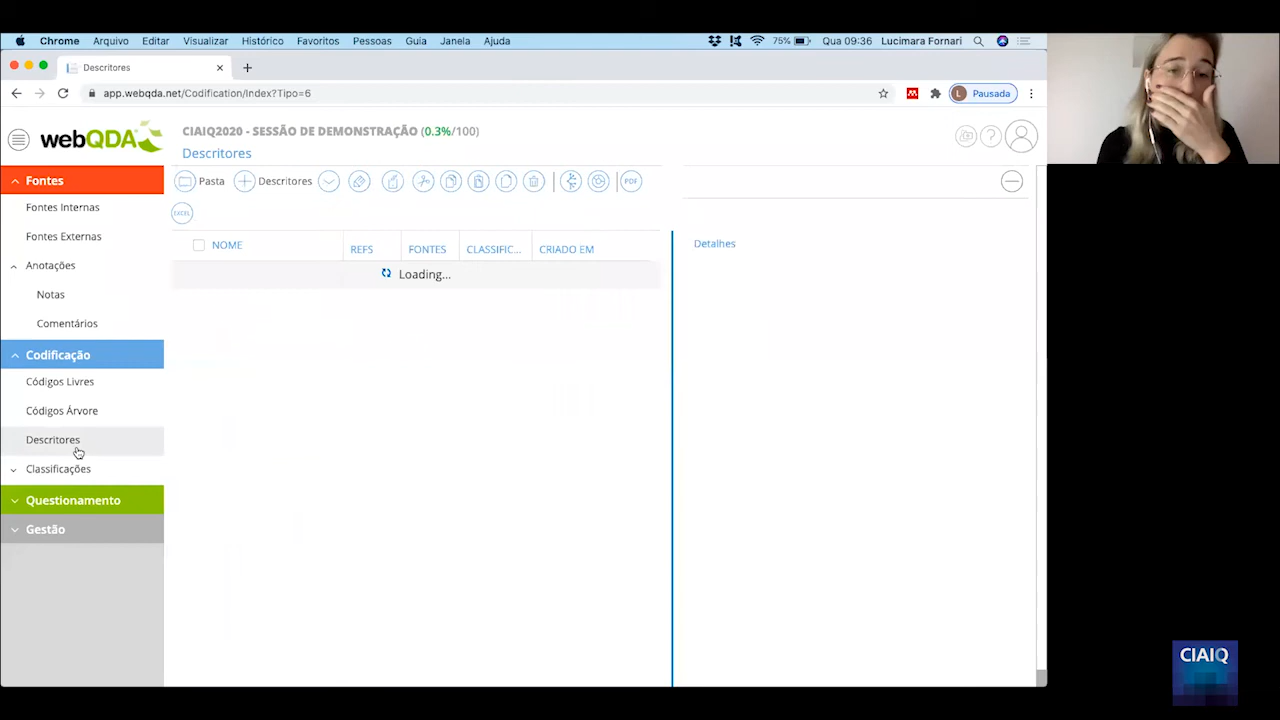 Chrome Arquivo Editar Visualizar Histórico Favoritos Pessoas Guia Janela Ajuda 75% Qua 09:36 Lucimara Fornari
Descritores
app.webqda.net/Codification/Index?Tipo=6
L Pausada
webQDA
CIAIQ2020 - SESSÃO DE DEMONSTRAÇÃO (0.3%/100)
Descritores
Fontes
Fontes Internas
Fontes Externas
Anotações
Notas
Comentários
Codificação
Códigos Livres
Códigos Árvore
Descritores
Classificações
Questionamento
Gestão
Pasta Descritores PDF
EXCEL
NOME REFS FONTES CLASSIFIC... CRIADO EM
Loading...
Detalhes
CIAIQ